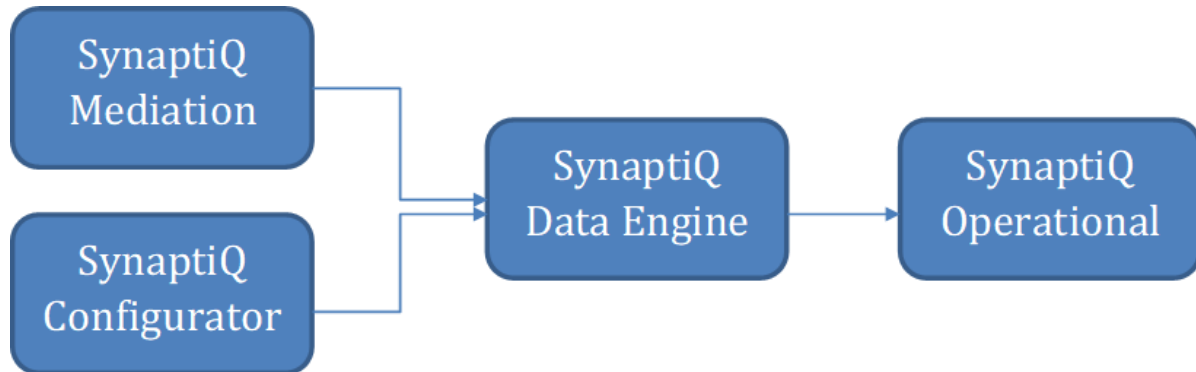 SynaptiQ
Mediation
SynaptiQ
Configurator
SynaptiQ
Data Engine
SynaptiQ
Operational